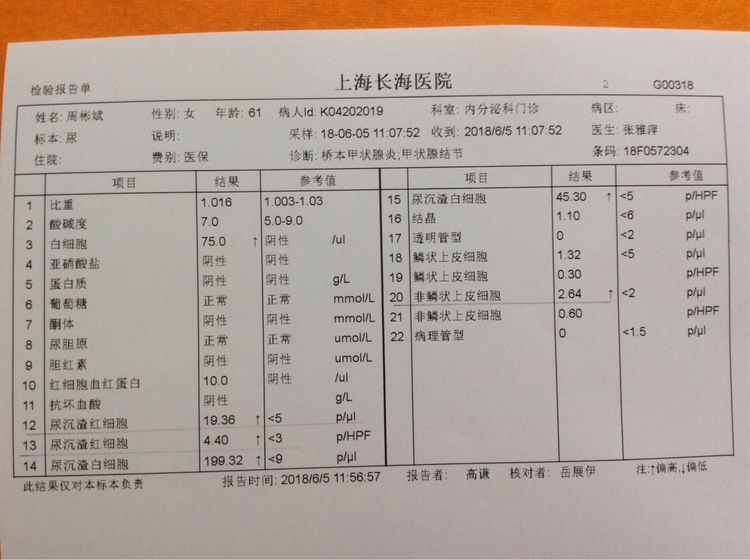 上海长海医院
检验报告单 2 G00318
姓名: 周彬斌 性别: 女 年龄: 61 病人Id: K04202019 科室: 内分泌科门诊 病区: 床:
标本: 尿 说明: 采样: 18-06-05 11:07:52 收到: 2018/6/5 11:07:52 医生: 张雅萍
住院: 费别: 医保 诊断: 桥本甲状腺炎;甲状腺结节 条码: 18F0572304
项目 结果 参考值
1 比重 1.016 1.003-1.03
2 酸碱度 7.0 5.0-9.0
3 白细胞 75.0 ↑ 阴性 /ul
4 亚硝酸盐 阴性 阴性
5 蛋白质 阴性 阴性 g/L
6 葡萄糖 正常 正常 mmol/L
7 酮体 阴性 阴性 mmol/L
8 尿胆原 正常 正常 umol/L
9 胆红素 阴性 阴性 umol/L
10 红细胞血红蛋白 10.0 阴性 /ul
11 抗坏血酸 阴性 g/L
12 尿沉渣红细胞 19.36 ↑ <5 p/μl
13 尿沉渣红细胞 4.40 ↑ <3 p/HPF
14 尿沉渣白细胞 199.32 ↑ <9 p/μl
项目 结果 参考值
15 尿沉渣白细胞 45.30 ↑ <5 p/HPF
16 结晶 1.10 <6 p/μl
17 透明管型 0 <2 p/μl
18 鳞状上皮细胞 1.32 <5 p/μl
19 鳞状上皮细胞 0.30 p/HPF
20 非鳞状上皮细胞 2.64 ↑ <2 p/μl
21 非鳞状上皮细胞 0.60 p/HPF
22 病理管型 0 <1.5 p/μl
此结果仅对本标本负责 报告时间: 2018/6/5 11:56:57 报告者: 高谦 核对者: 岳展伊 注:↑偏高,↓偏低